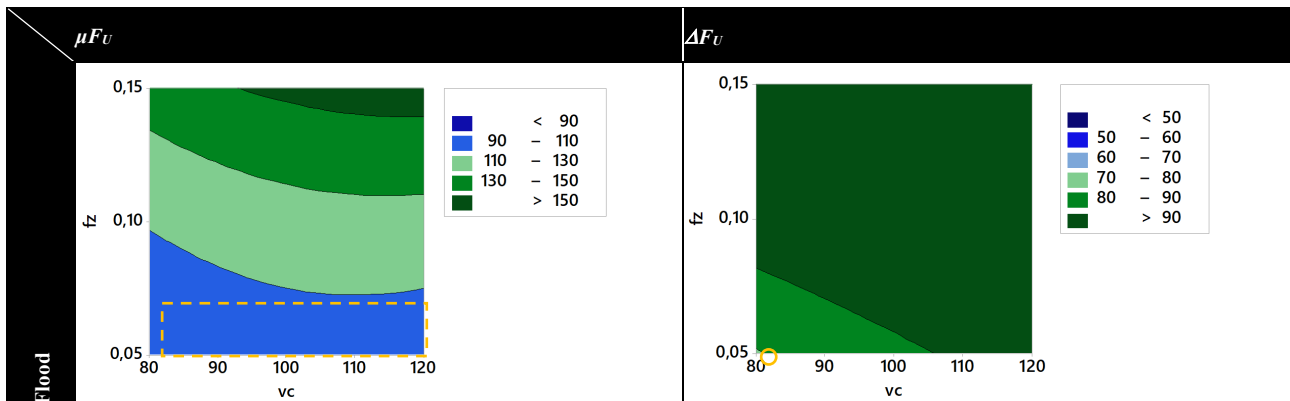 μFU ΔFU
Flood
0,15
0,10
0,05
fz
80 90 100 110 120
vc
< 90
90 – 110
110 – 130
130 – 150
> 150
0,15
0,10
0,05
fz
80 90 100 110 120
vc
< 50
50 – 60
60 – 70
70 – 80
80 – 90
> 90